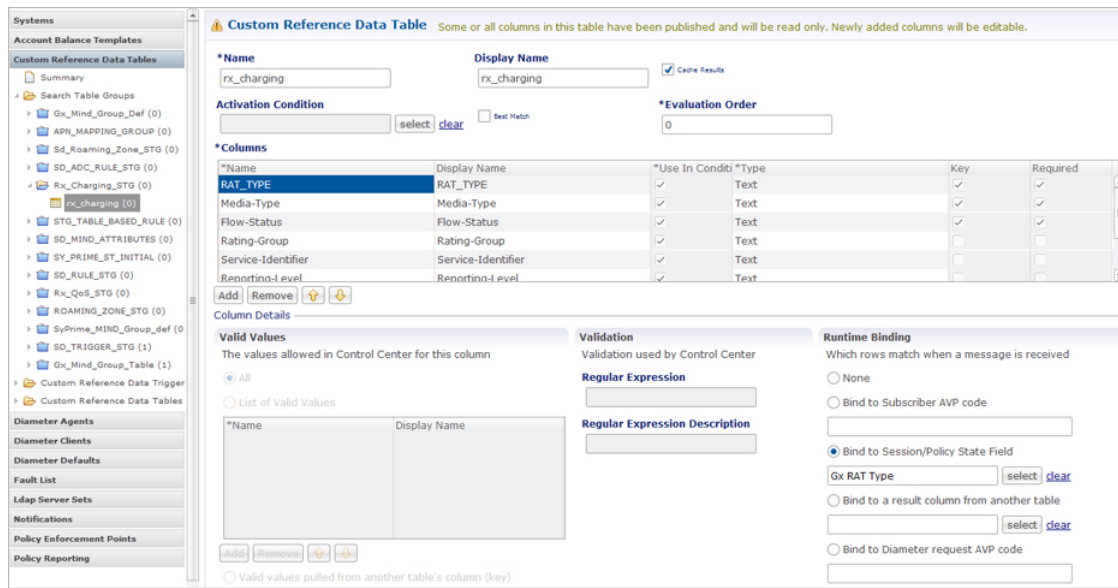 Systems
Account Balance Templates
Custom Reference Data Tables
Summary
Search Table Groups
Gx_Mind_Group_Def (0)
APN_MAPPING_GROUP (0)
Sd_Roaming_Zone_STG (0)
SD_ADC_RULE_STG (0)
Rx_Charging_STG (0)
rx_charging (0)
STG_TABLE_BASED_RULE (0)
SD_MIND_ATTRIBUTES (0)
SY_PRIME_ST_INITIAL (0)
SD_RULE_STG (0)
Rx_QoS_STG (0)
ROAMING_ZONE_STG (0)
SyPrime_MIND_Group_def (0
SD_TRIGGER_STG (1)
Gx_Mind_Group_Table (1)
Custom Reference Data Trigger
Custom Reference Data Tables
Diameter Agents
Diameter Clients
Diameter Defaults
Fault List
Ldap Server Sets
Notifications
Policy Enforcement Points
Policy Reporting
Custom Reference Data Table Some or all columns in this table have been published and will be read only. Newly added columns will be editable.
*Name Display Name
rx_charging rx_charging Cache Results
Activation Condition *Evaluation Order
select clear Best Match 0
*Columns
*Name Display Name *Use In Conditi *Type Key Required
RAT_TYPE RAT_TYPE Text
Media-Type Media-Type Text
Flow-Status Flow-Status Text
Rating-Group Rating-Group Text
Service-Identifier Service-Identifier Text
Reporting-Level Reporting-Level Text
Add Remove
Column Details
Valid Values Validation Runtime Binding
The values allowed in Control Center for this column Validation used by Control Center Which rows match when a message is received
All Regular Expression None
List of Valid Values Bind to Subscriber AVP code
*Name Display Name Regular Expression Description
Bind to Session/Policy State Field
Gx RAT Type select clear
Bind to a result column from another table
select clear
Add Remove Bind to Diameter request AVP code
Valid values pulled from another table's column (key)